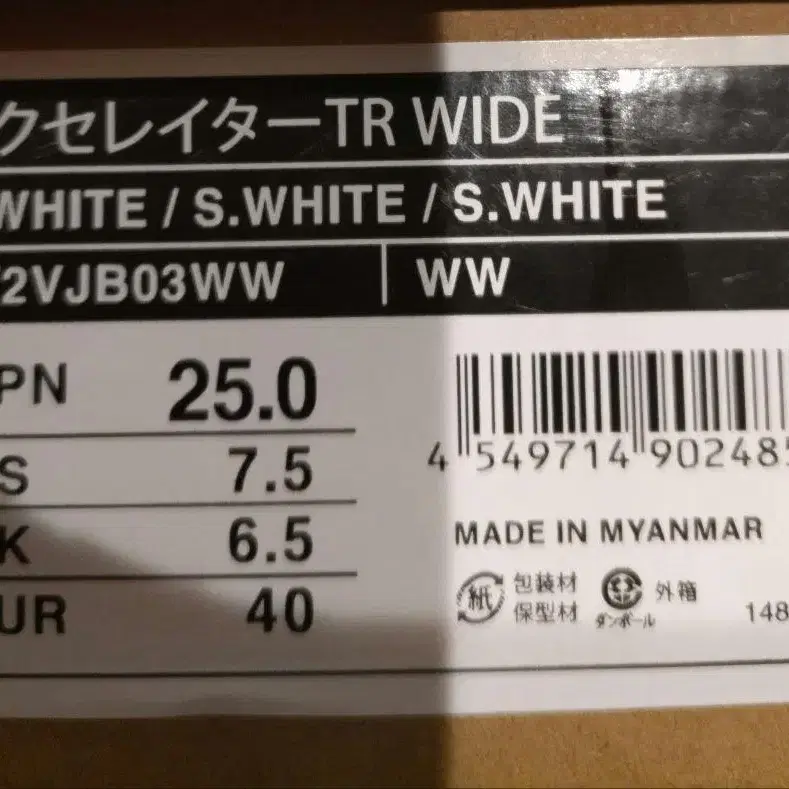 クセレイターTR WIDE
WHITE / S.WHITE / S.WHITE
2VJB03WW WW
PN 25.0
S 7.5
K 6.5
UR 40
4 549714 90248
MADE IN MYANMAR
紙 包装材 保型材
ダンボール 外箱
148